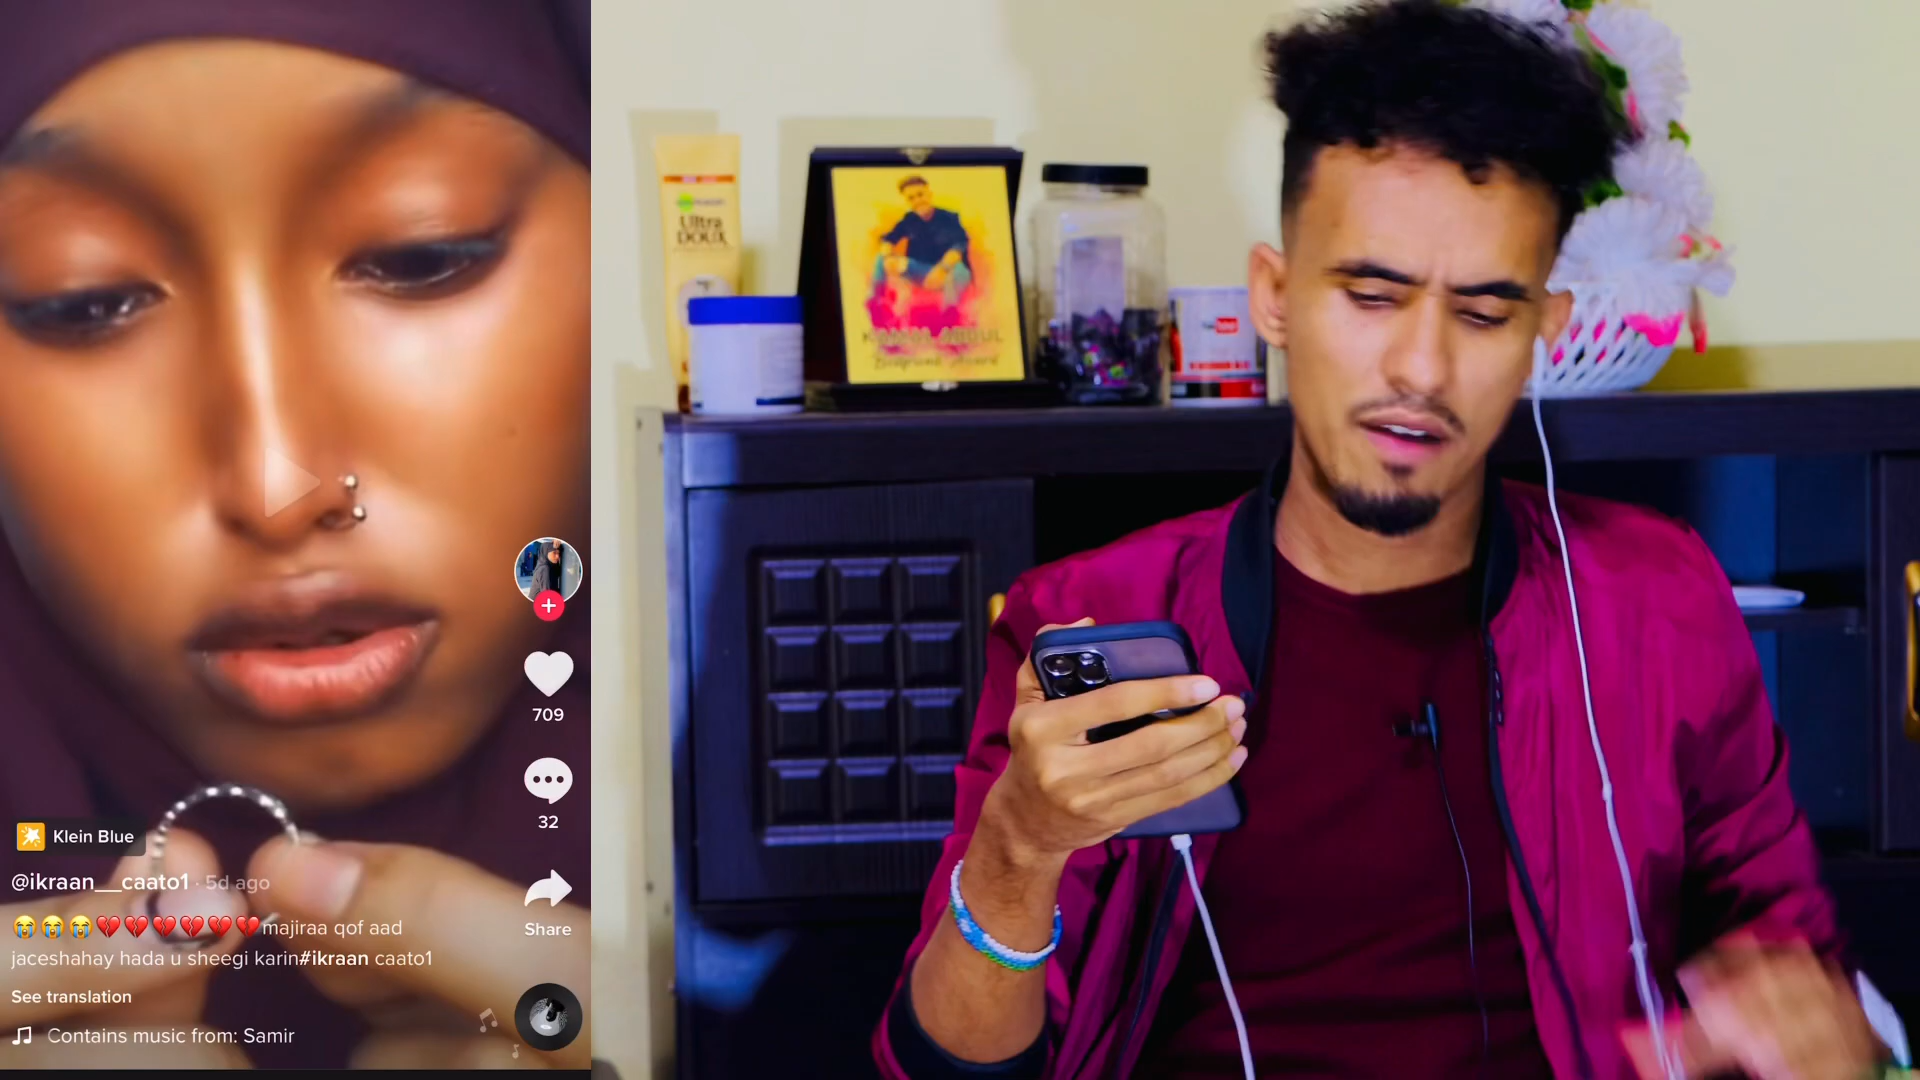 Klein Blue
@ikraan__caato1 · 5d ago
😭😭😭💔💔💔💔💔💔majiraa qof aad
jaceshahay hada u sheegi karin#ikraan caato1
See translation
Contains music from: Samir
709
32
Share
Ultra
DOUX